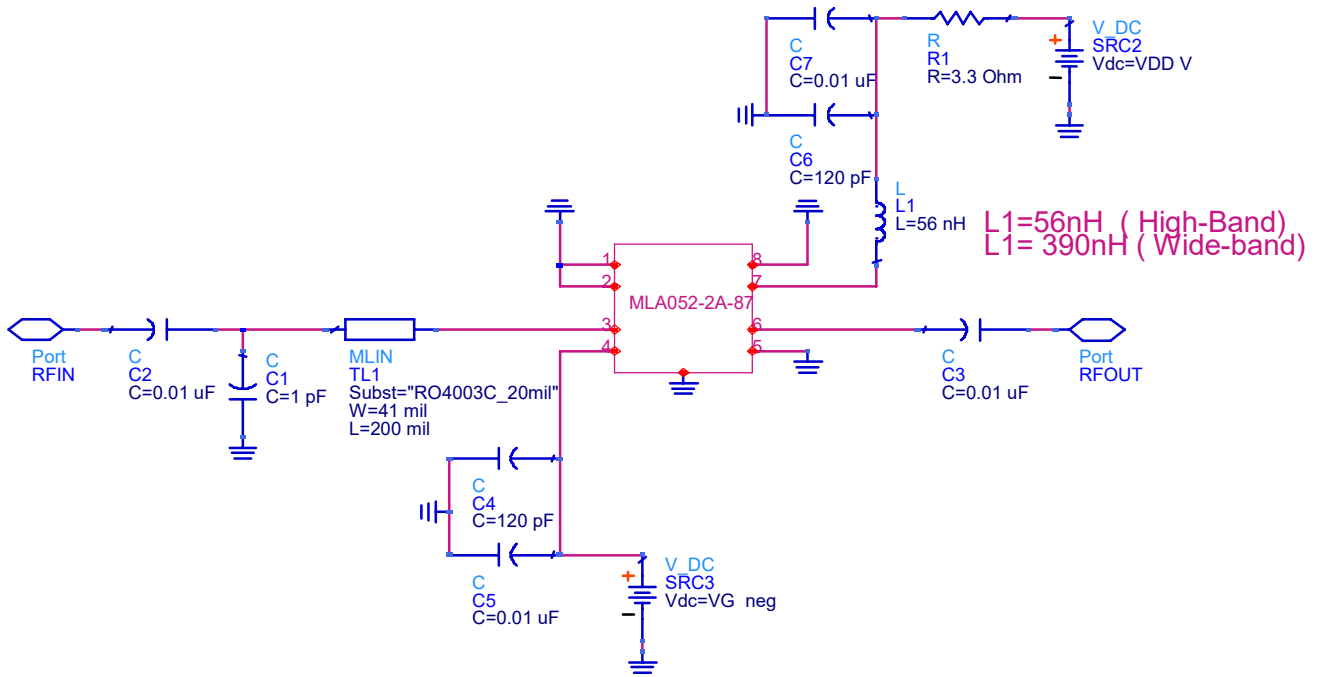 C
C7
C=0.01 uF
R
R1
R=3.3 Ohm
+
V_DC
SRC2
Vdc=VDD V
C
C6
C=120 pF
L
L1
L=56 nH
L1=56nH ( High-Band)
L1= 390nH ( Wide-band)
1
2
3
4
8
7
6
5
MLA052-2A-87
Port
RFIN
C
C2
C=0.01 uF
C
C1
C=1 pF
MLIN
TL1
Subst="RO4003C_20mil"
W=41 mil
L=200 mil
C
C3
C=0.01 uF
Port
RFOUT
C
C4
C=120 pF
C
C5
C=0.01 uF
+
V_DC
SRC3
Vdc=VG neg